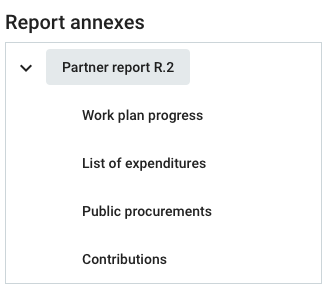 Report annexes
Partner report R.2
Work plan progress
List of expenditures
Public procurements
Contributions